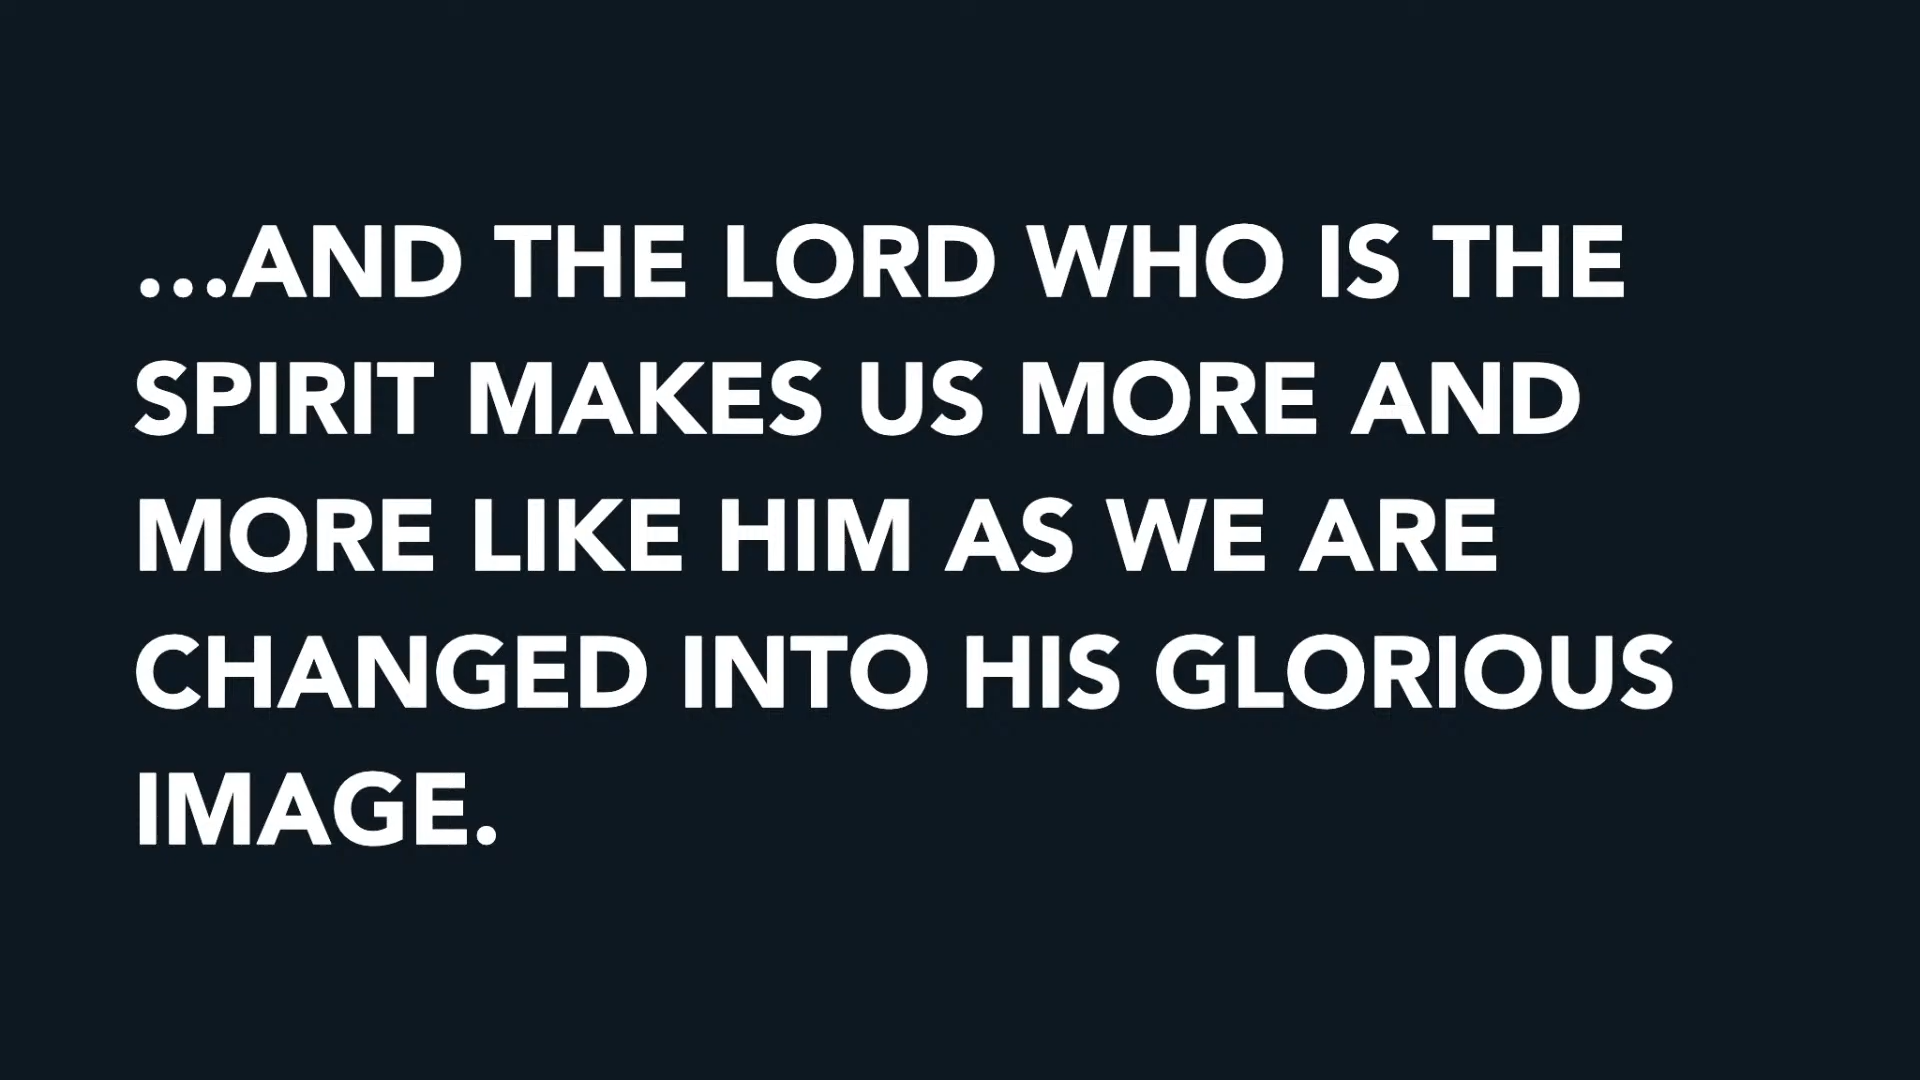 ...AND THE LORD WHO IS THE
SPIRIT MAKES US MORE AND
MORE LIKE HIM AS WE ARE
CHANGED INTO HIS GLORIOUS
IMAGE.